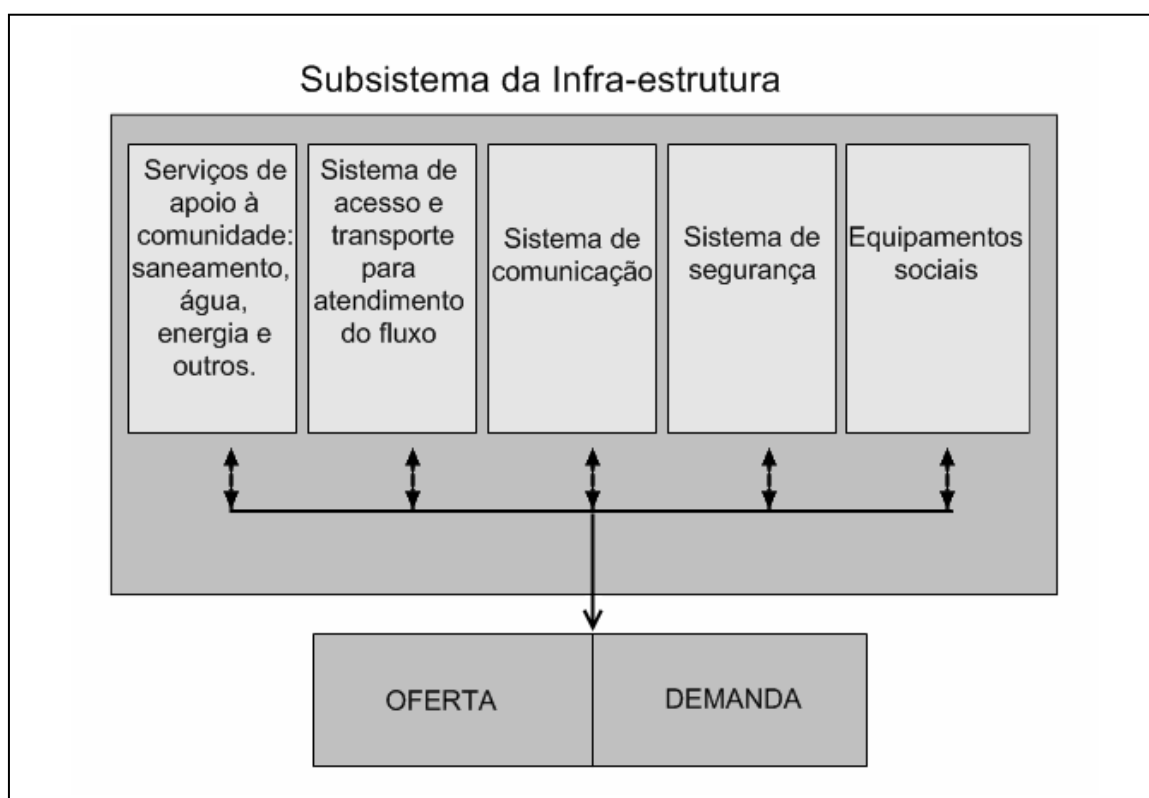 Subsistema da Infra-estrutura
Serviços de
apoio à
comunidade:
saneamento,
água,
energia e
outros.
Sistema de
acesso e
transporte
para
atendimento
do fluxo
Sistema de
comunicação
Sistema de
segurança
Equipamentos
sociais
OFERTA
DEMANDA